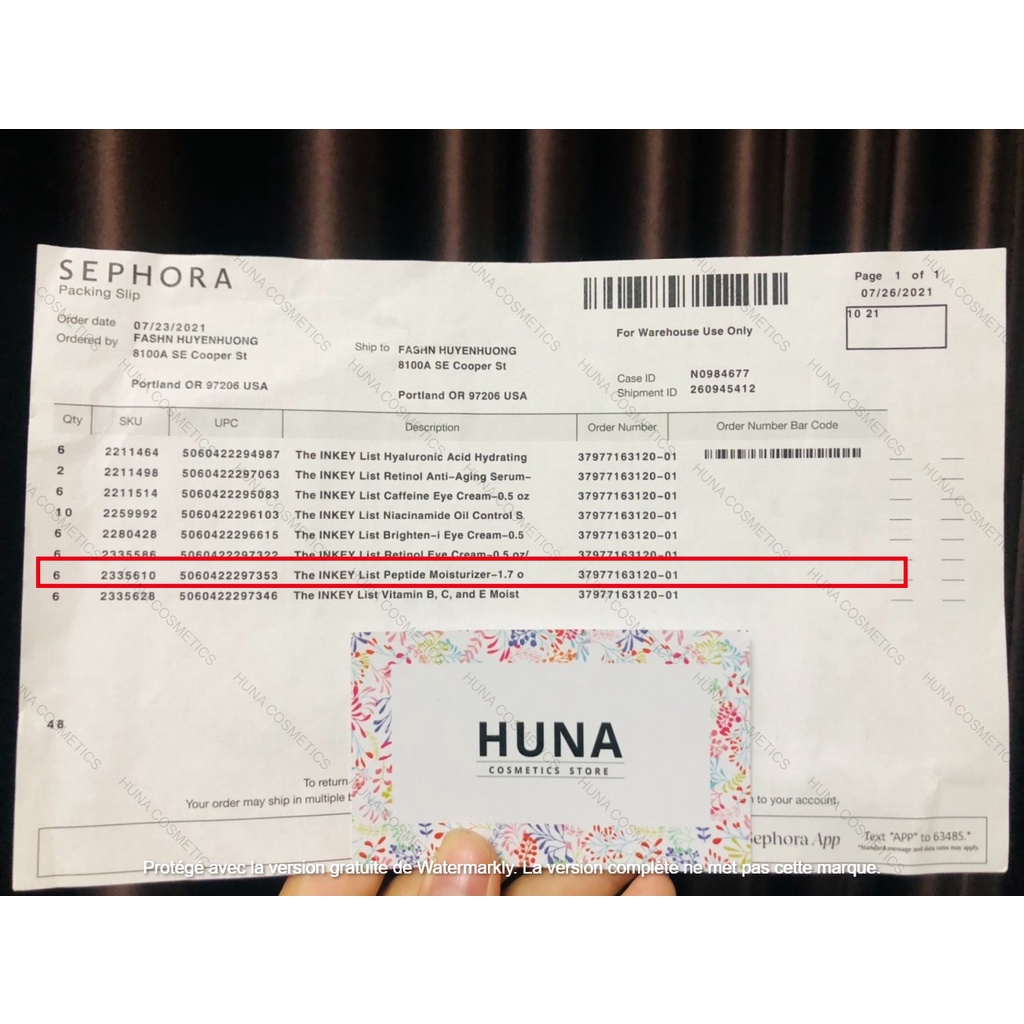 SEPHORA
Packing Slip
Page 1 of 1
07/26/2021
10 21
For Warehouse Use Only
Order date 07/23/2021
Ordered by FASHN HUYENHUONG
8100A SE Cooper St
Portland OR 97206 USA
Ship to FASHN HUYENHUONG
8100A SE Cooper St
Portland OR 97206 USA
Case ID N0984677
Shipment ID 260945412
Qty SKU UPC Description Order Number Order Number Bar Code
6 2211464 5060422294987 The INKEY List Hyaluronic Acid Hydrating 37977163120-01
2 2211498 5060422297063 The INKEY List Retinol Anti-Aging Serum- 37977163120-01
6 2211514 5060422295083 The INKEY List Caffeine Eye Cream-0.5 oz 37977163120-01
10 2259992 5060422296103 The INKEY List Niacinamide Oil Control S 37977163120-01
6 2280428 5060422296615 The INKEY List Brighten-i Eye Cream-0.5 37977163120-01
6 2335586 5060422297322 The INKEY List Retinol Eye Cream-0.5 oz/ 37977163120-01
6 2335610 5060422297353 The INKEY List Peptide Moisturizer-1.7 o 37977163120-01
6 2335628 5060422297346 The INKEY List Vitamin B, C, and E Moist 37977163120-01
48
HUNA
COSMETICS STORE
To return
Your order may ship in multiple
to your account,
ephora App
Text "APP" to 63485.*
*Standard message and data rates may apply.
HUNA COSMETICS
Protégé avec la version gratuite de Watermarkly. La version complète ne met pas cette marque.